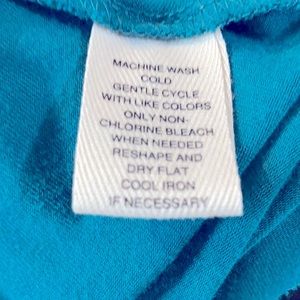 MACHINE WASH
COLD
GENTLE CYCLE
WITH LIKE COLORS
ONLY NON-
CHLORINE BLEACH
WHEN NEEDED
RESHAPE AND
DRY FLAT
COOL IRON
IF NECESSARY